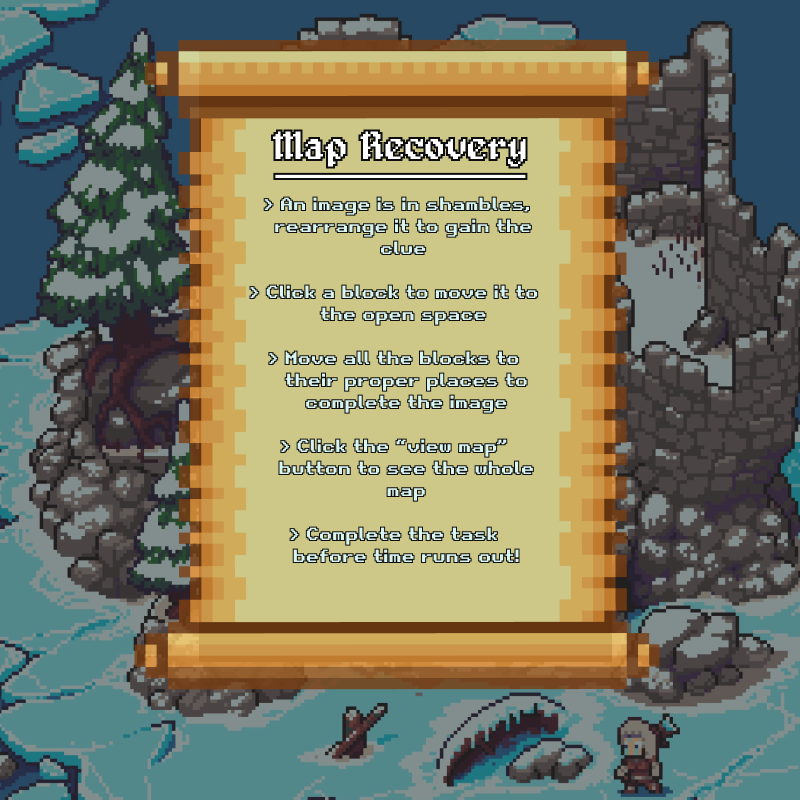 Map Recovery
> An image is in shambles,
rearrange it to gain the
clue
> Click a block to move it to
the open space
> Move all the blocks to
their proper places to
complete the image
> Click the “view map”
button to see the whole
map
> Complete the task
before time runs out!